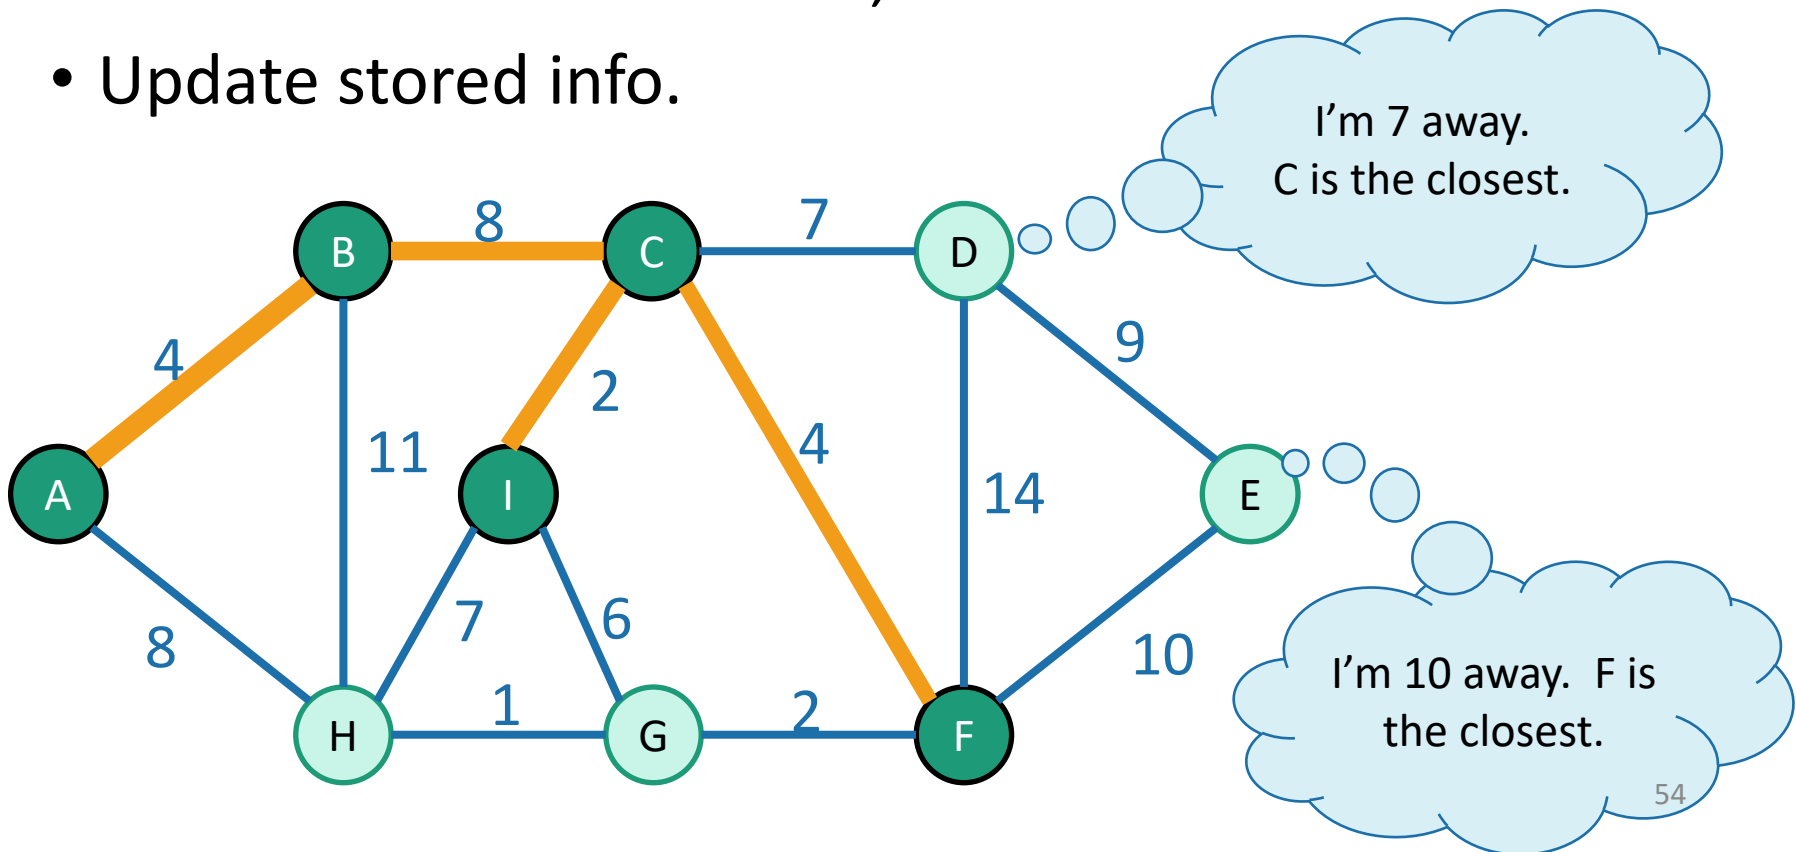 • Update stored info.
I'm 7 away.
C is the closest.
B
8
C
7
D
4
9
2
11
4
A
I
14
E
8
7
6
10
I'm 10 away.  F is
the closest.
H
1
G
2
F
54